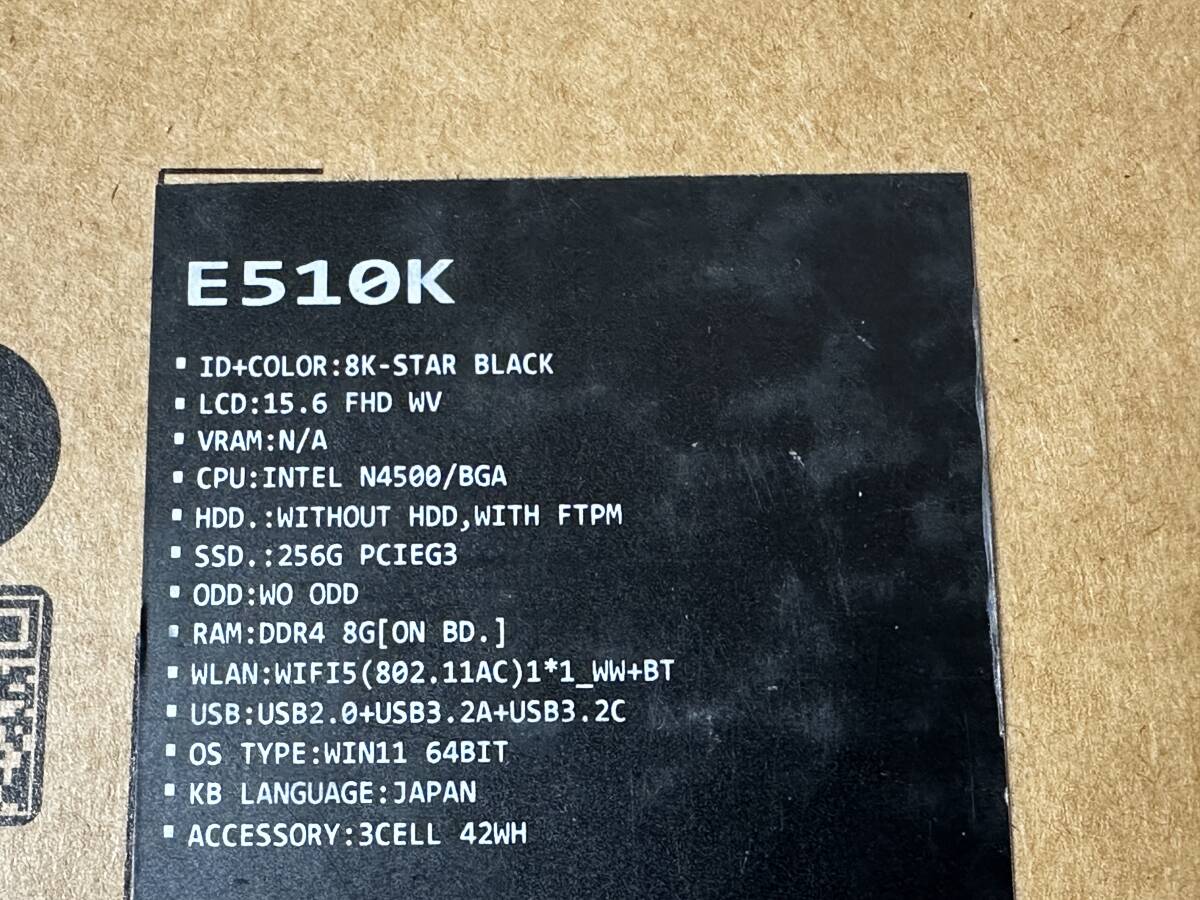 E510K
▪ ID+COLOR:8K-STAR BLACK
▪ LCD:15.6 FHD WV
▪ VRAM:N/A
▪ CPU:INTEL N4500/BGA
▪ HDD.:WITHOUT HDD,WITH FTPM
▪ SSD.:256G PCIEG3
▪ ODD:WO ODD
▪ RAM:DDR4 8G[ON BD.]
▪ WLAN:WIFI5(802.11AC)1*1_WW+BT
▪ USB:USB2.0+USB3.2A+USB3.2C
▪ OS TYPE:WIN11 64BIT
▪ KB LANGUAGE:JAPAN
▪ ACCESSORY:3CELL 42WH